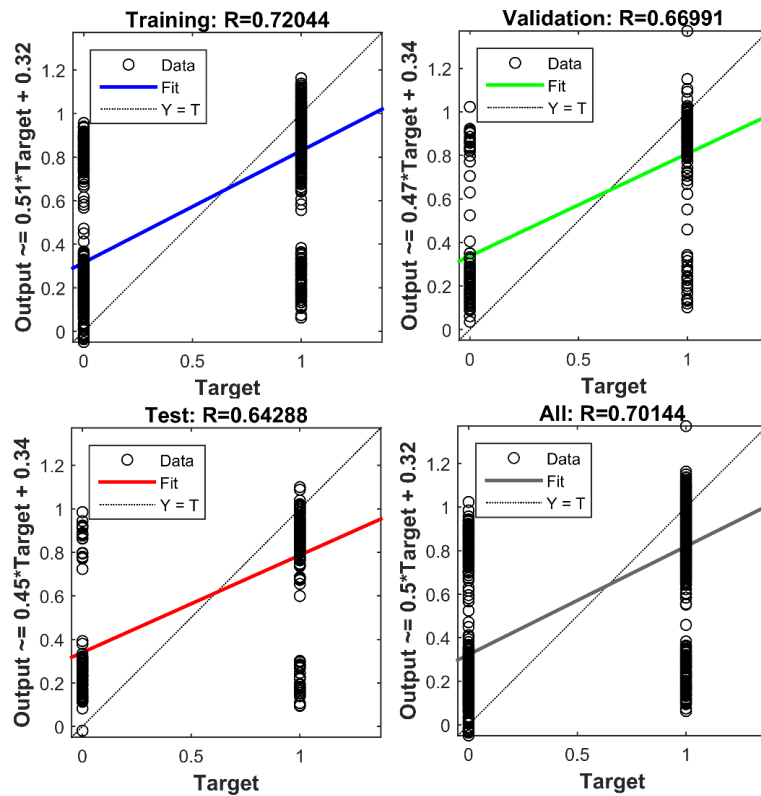 Training: R=0.72044
Output ~= 0.51*Target + 0.32
1.2
1
0.8
0.6
0.4
0.2
0
Data
Fit
Y = T
0
0.5
1
Target
Validation: R=0.66991
Output ~= 0.47*Target + 0.34
1.2
1
0.8
0.6
0.4
0.2
0
Data
Fit
Y = T
0
0.5
1
Target
Test: R=0.64288
Output ~= 0.45*Target + 0.34
1.2
1
0.8
0.6
0.4
0.2
0
Data
Fit
Y = T
0
0.5
1
Target
All: R=0.70144
Output ~= 0.5*Target + 0.32
1.2
1
0.8
0.6
0.4
0.2
0
Data
Fit
Y = T
0
0.5
1
Target